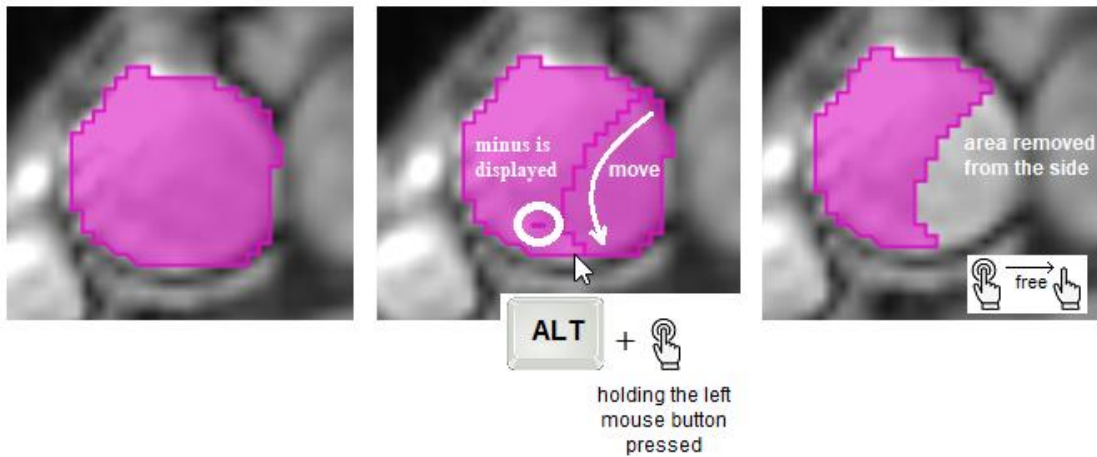 minus is
displayed
move
area removed
from the side
free
ALT
+
holding the left
mouse button
pressed